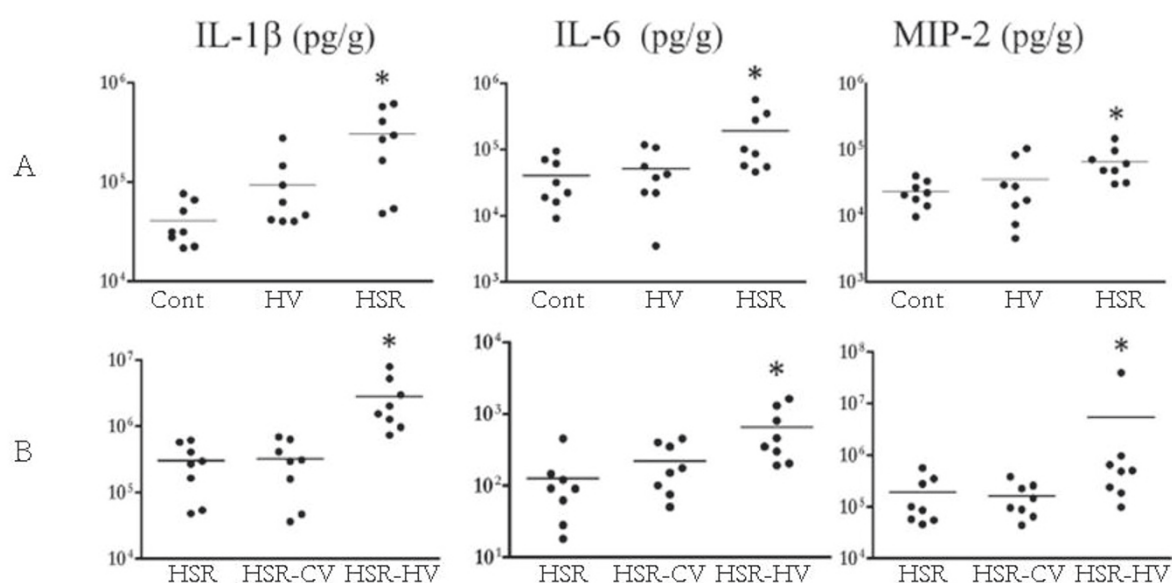 IL-1β (pg/g) IL-6 (pg/g) MIP-2 (pg/g)
A
10⁶ * 10⁶ * 10⁶ *
10⁵ 10⁵ 10⁵
10⁴ 10⁴
10⁴ 10³ 10³
Cont HV HSR Cont HV HSR Cont HV HSR
B
10⁷ * 10⁴ * 10⁸ *
10⁷
10⁶ 10³ 10⁶
10⁵ 10² 10⁵
10⁴ 10¹ 10⁴
HSR HSR-CV HSR-HV HSR HSR-CV HSR-HV HSR HSR-CV HSR-HV